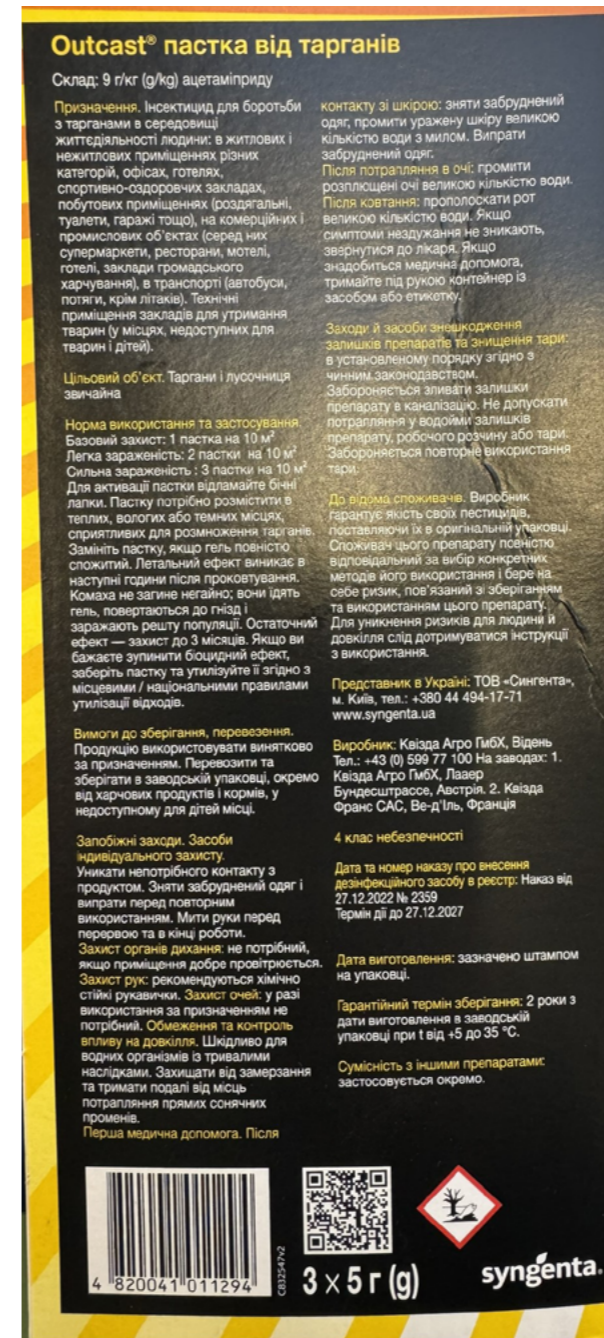 Outcast® пастка від тарганів
Склад: 9 г/кг (g/kg) ацетаміприду
Призначення. Інсектицид для боротьби
з тарганами в середовищі
життєдіяльності людини: в житлових і
нежитлових приміщеннях різних
категорій, офісах, готелях,
спортивно-оздоровчих закладах,
побутових приміщеннях (роздягальні,
туалети, гаражі тощо), на комерційних і
промислових об’єктах (серед них
супермаркети, ресторани, мотелі,
готелі, заклади громадського
харчування), в транспорті (автобуси,
потяги, крім літаків). Технічні
приміщення закладів для утримання
тварин (у місцях, недоступних для
тварин і дітей).
Цільовий об’єкт. Таргани і лусочниця
звичайна
Норма використання та застосування.
Базовий захист: 1 пастка на 10 м²
Легка зараженість: 2 пастки на 10 м²
Сильна зараженість : 3 пастки на 10 м²
Для активації пастки відламайте бічні
лапки. Пастку потрібно розмістити в
теплих, вологих або темних місцях,
сприятливих для розмноження тарганів.
Замініть пастку, якщо гель повністю
спожитий. Летальний ефект виникає в
наступні години після проковтування.
Комаха не загине негайно; вони їдять
гель, повертаються до гнізд і
заражають решту популяції. Остаточний
ефект — захист до 3 місяців. Якщо ви
бажаєте зупинити біоцидний ефект,
заберіть пастку та утилізуйте її згідно з
місцевими / національними правилами
утилізації відходів.
Вимоги до зберігання, перевезення.
Продукцію використовувати винятково
за призначенням. Перевозити та
зберігати в заводській упаковці, окремо
від харчових продуктів і кормів, у
недоступному для дітей місці.
Запобіжні заходи. Засоби
індивідуального захисту.
Уникати непотрібного контакту з
продуктом. Зняти забруднений одяг і
випрати перед повторним
використанням. Мити руки перед
перервою та в кінці роботи.
Захист органів дихання: не потрібний,
якщо приміщення добре провітрюється.
Захист рук: рекомендуються хімічно
стійкі рукавички. Захист очей: у разі
використання за призначенням не
потрібний. Обмеження та контроль
впливу на довкілля. Шкідливо для
водних організмів із тривалими
наслідками. Захищати від замерзання
та тримати подалі від місць
потрапляння прямих сонячних
променів.
Перша медична допомога. Після
контакту зі шкірою: зняти забруднений
одяг, промити уражену шкіру великою
кількістю води з милом. Випрати
забруднений одяг.
Після потрапляння в очі: промити
розплющені очі великою кількістю води.
Після ковтання: прополоскати рот
великою кількістю води. Якщо
симптоми нездужання не зникають,
звернутися до лікаря. Якщо
знадобиться медична допомога,
тримайте під рукою контейнер із
засобом або етикетку.
Заходи й засоби знешкодження
залишків препаратів та знищення тари:
в установленому порядку згідно з
чинним законодавством.
Забороняється зливати залишки
препарату в каналізацію. Не допускати
потрапляння у водойми залишків
препарату, робочого розчину або тари.
Забороняється повторне використання
тари.
До відома споживачів. Виробник
гарантує якість своїх пестицидів,
поставляючи їх в оригінальній упаковці.
Споживач цього препарату повністю
відповідальний за вибір конкретних
методів його використання і бере на
себе ризик, пов’язаний зі зберіганням
та використанням цього препарату.
Для уникнення ризиків для людини й
довкілля слід дотримуватися інструкції
з використання.
Представник в Україні: ТОВ «Сингента»,
м. Київ, тел.: +380 44 494-17-71
www.syngenta.ua
Виробник: Квізда Агро ГмбХ, Відень
Тел.: +43 (0) 599 77 100 На заводах: 1.
Квізда Агро ГмбХ, Лааер
Бундесштрассе, Австрія. 2. Квізда
Франс САС, Ве-д’Іль, Франція
4 клас небезпечності
Дата та номер наказу про внесення
дезінфекційного засобу в реєстр: Наказ від
27.12.2022 № 2359
Термін дії до 27.12.2027
Дата виготовлення: зазначено штампом
на упаковці.
Гарантійний термін зберігання: 2 роки з
дати виготовлення в заводській
упаковці при t від +5 до 35 °C.
Сумісність з іншими препаратами:
застосовується окремо.
4 820041 011294
C832547v2
3 x 5 г (g)
syngenta.